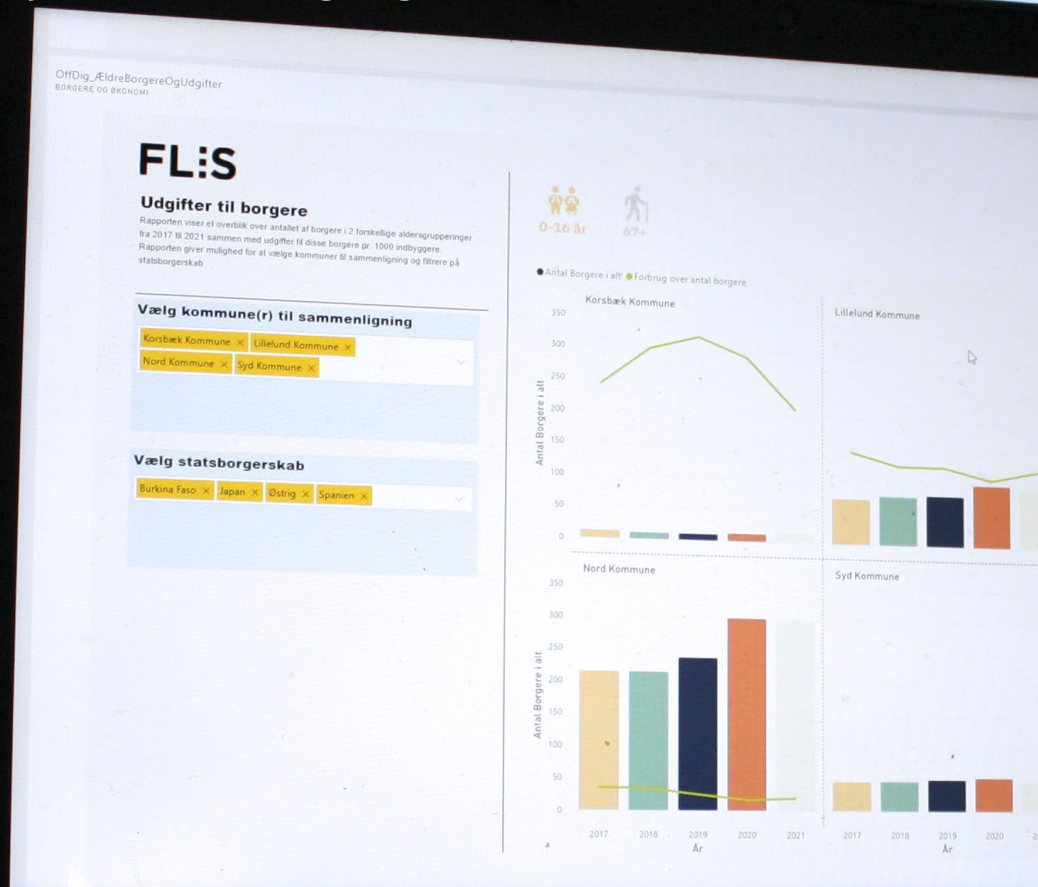 OffDig_ÆldreBorgereOgUdgifter
BORGERE OG ØKONOMI
FLIS
Udgifter til borgere
Rapporten viser et overblik over antallet af borgere i 2 forskellige aldersgrupperinger
fra 2017 til 2021 sammen med udgifter til disse borgere pr. 1000 indbyggere.
Rapporten giver mulighed for at vælge kommuner til sammenligning og filtrere på
statsborgerskab
Vælg kommune(r) til sammenligning
Korsbæk Kommune × Lillelund Kommune ×
Nord Kommune × Syd Kommune ×
Vælg statsborgerskab
Burkina Faso × Japan × Østrig × Spanien ×
0-16 år 67+
Antal Borgere i alt Forbrug over antal borgere
Korsbæk Kommune
Antal Borgere i alt
350
300
250
200
150
100
50
0
Lillelund Kommune
Nord Kommune
Antal Borgere i alt
350
300
250
200
150
100
50
0
2017 2018 2019 2020 2021
År
Syd Kommune
2017 2018 2019 2020
År